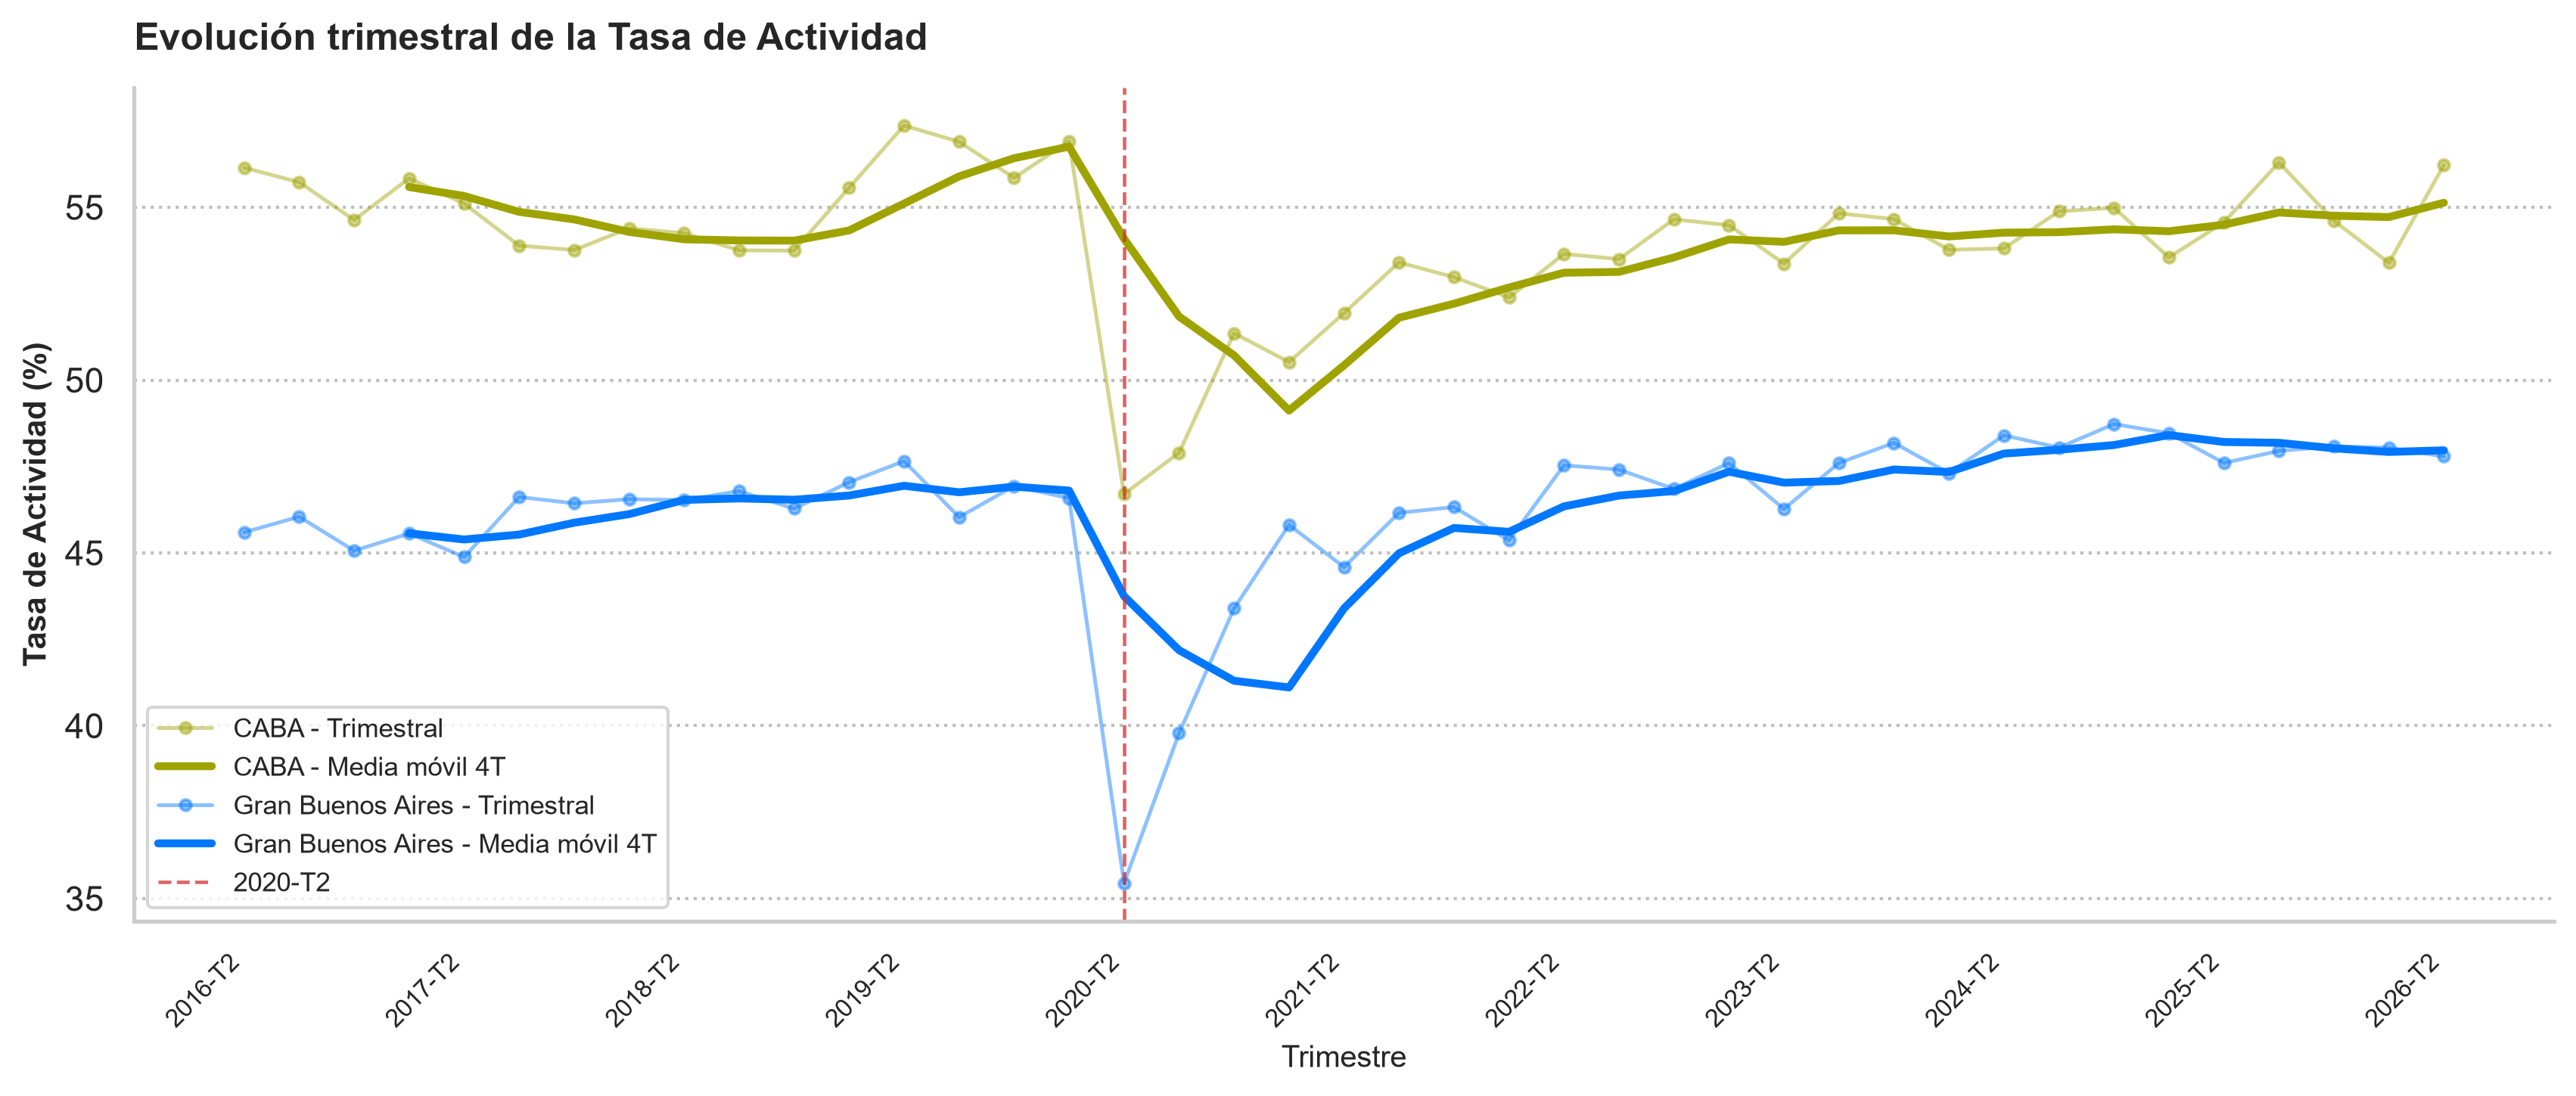 Evolución trimestral de la Tasa de Actividad
Tasa de Actividad (%)
55
50
45
40
35
CABA - Trimestral
CABA - Media móvil 4T
Gran Buenos Aires - Trimestral
Gran Buenos Aires - Media móvil 4T
2020-T2
2016-T2
2017-T2
2018-T2
2019-T2
2020-T2
2021-T2
2022-T2
2023-T2
2024-T2
2025-T2
2026-T2
Trimestre